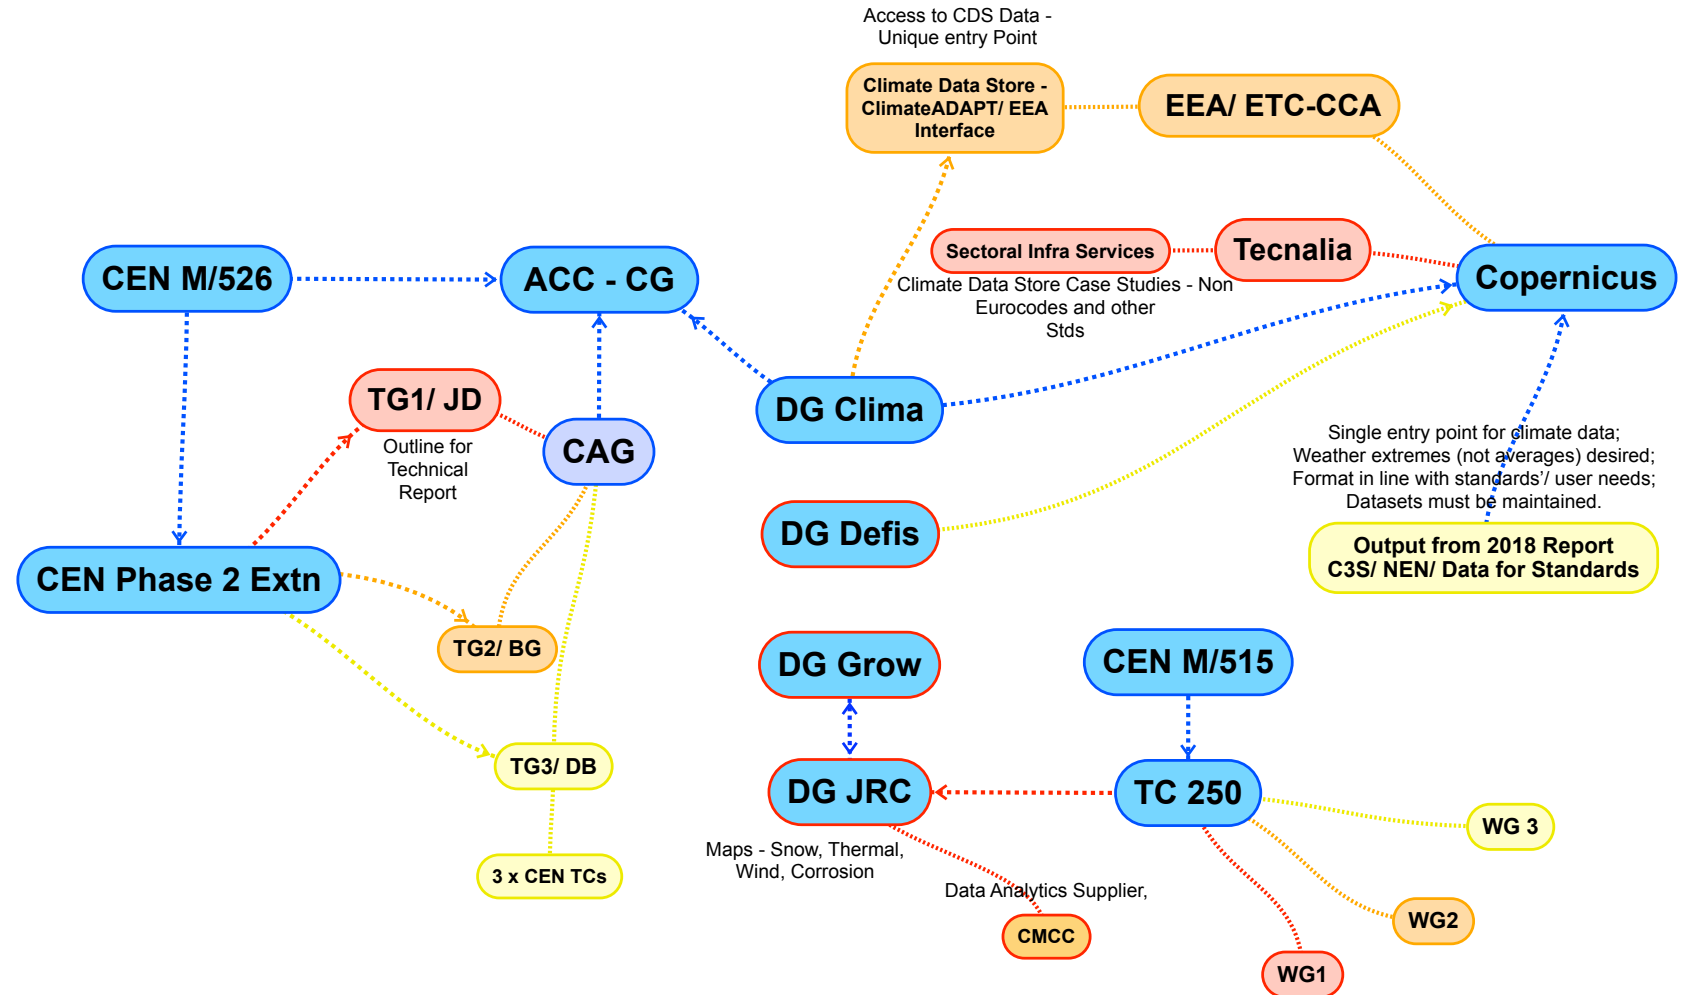 Access to CDS Data -
Unique entry Point
Climate Data Store -
ClimateADAPT/ EEA
Interface
EEA/ ETC-CCA
Sectoral Infra Services
Tecnalia
Climate Data Store Case Studies - Non
Eurocodes and other
Stds
Copernicus
CEN M/526
ACC - CG
TG1/ JD
Outline for
Technical
Report
CAG
DG Clima
Single entry point for climate data;
Weather extremes (not averages) desired;
Format in line with standards’/ user needs;
Datasets must be maintained.
DG Defis
Output from 2018 Report
C3S/ NEN/ Data for Standards
CEN Phase 2 Extn
TG2/ BG
DG Grow
CEN M/515
TG3/ DB
DG JRC
TC 250
Maps - Snow, Thermal,
Wind, Corrosion
WG 3
3 x CEN TCs
Data Analytics Supplier,
CMCC
WG2
WG1